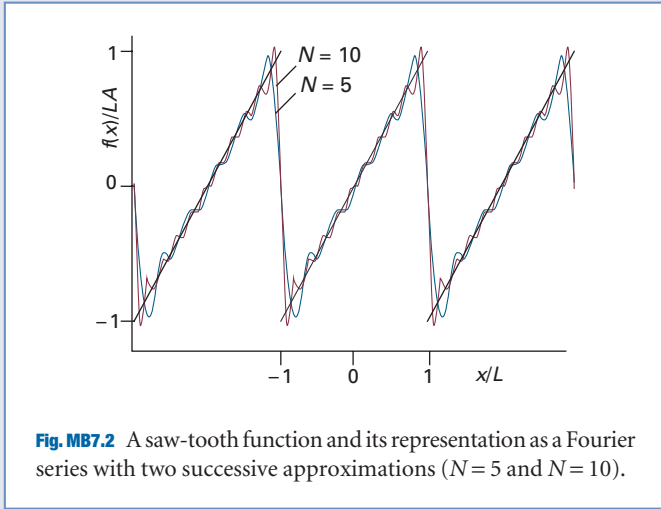 1
N = 10
N = 5
f(x)/LA
0
−1
−1
0
1
x/L
Fig. MB7.2 A saw-tooth function and its representation as a Fourier
series with two successive approximations (N = 5 and N = 10).